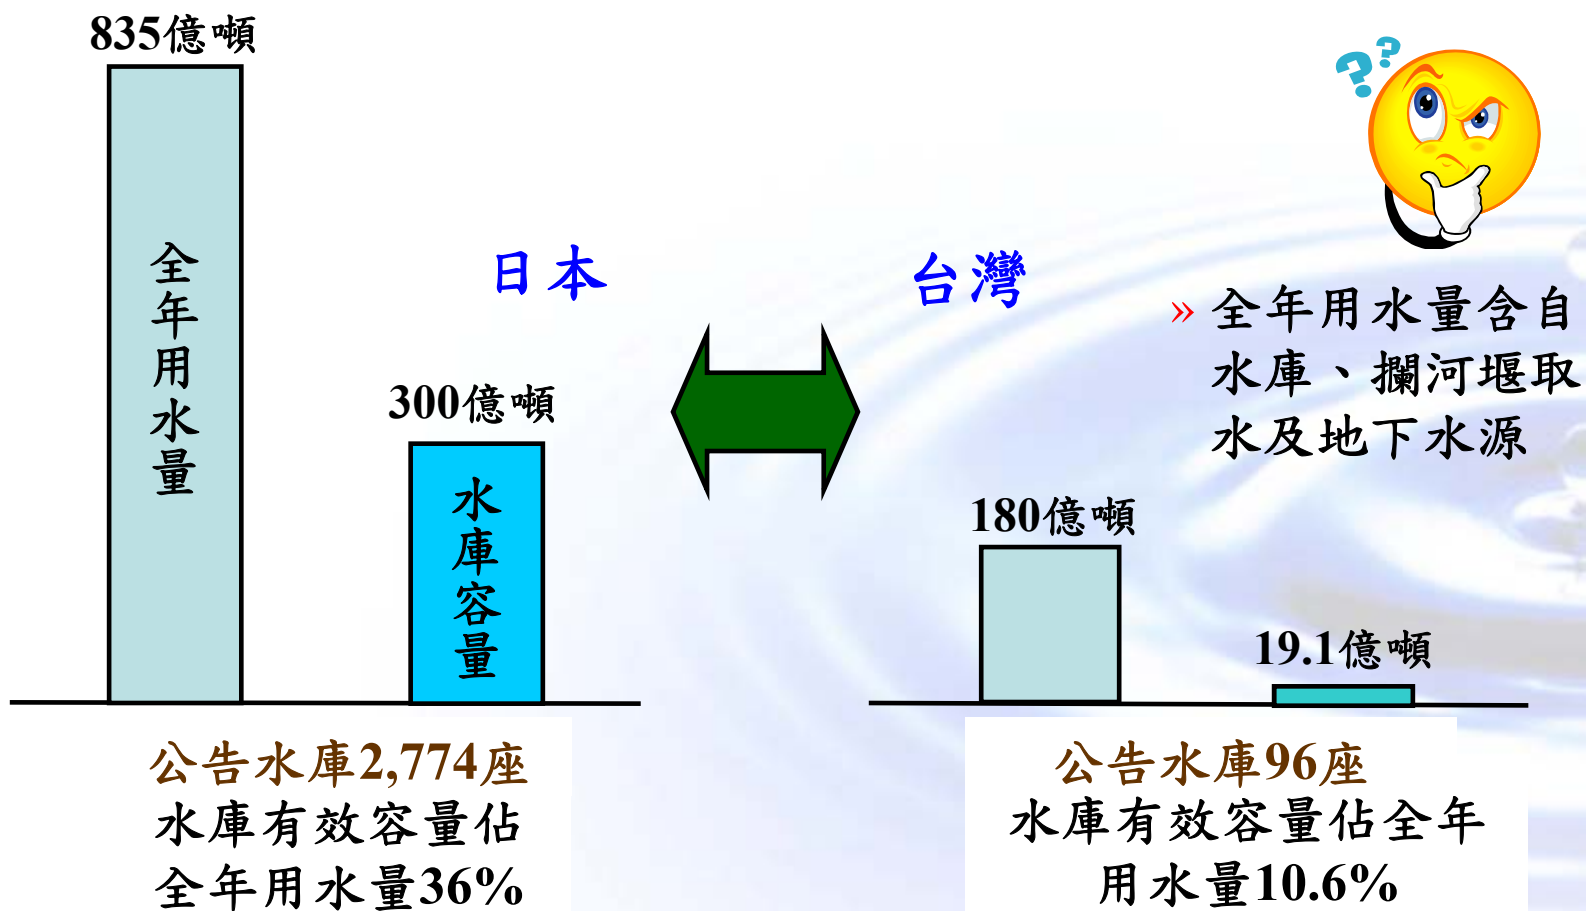 835億噸
全年用水量
日本
300億噸
水庫容量
公告水庫2,774座
水庫有效容量佔
全年用水量36%
??
台灣
» 全年用水量含自
水庫、攔河堰取
水及地下水源
180億噸
19.1億噸
公告水庫96座
水庫有效容量佔全年
用水量10.6%